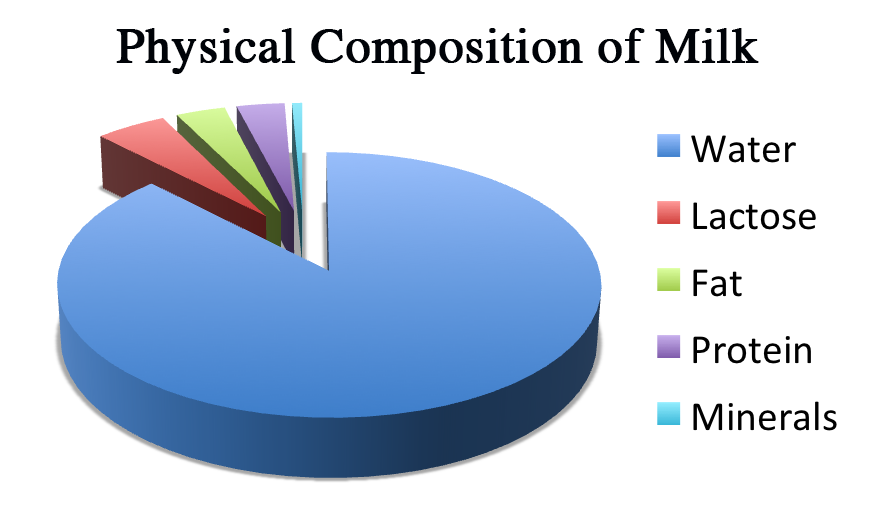 Physical Composition of Milk
Water
Lactose
Fat
Protein
Minerals